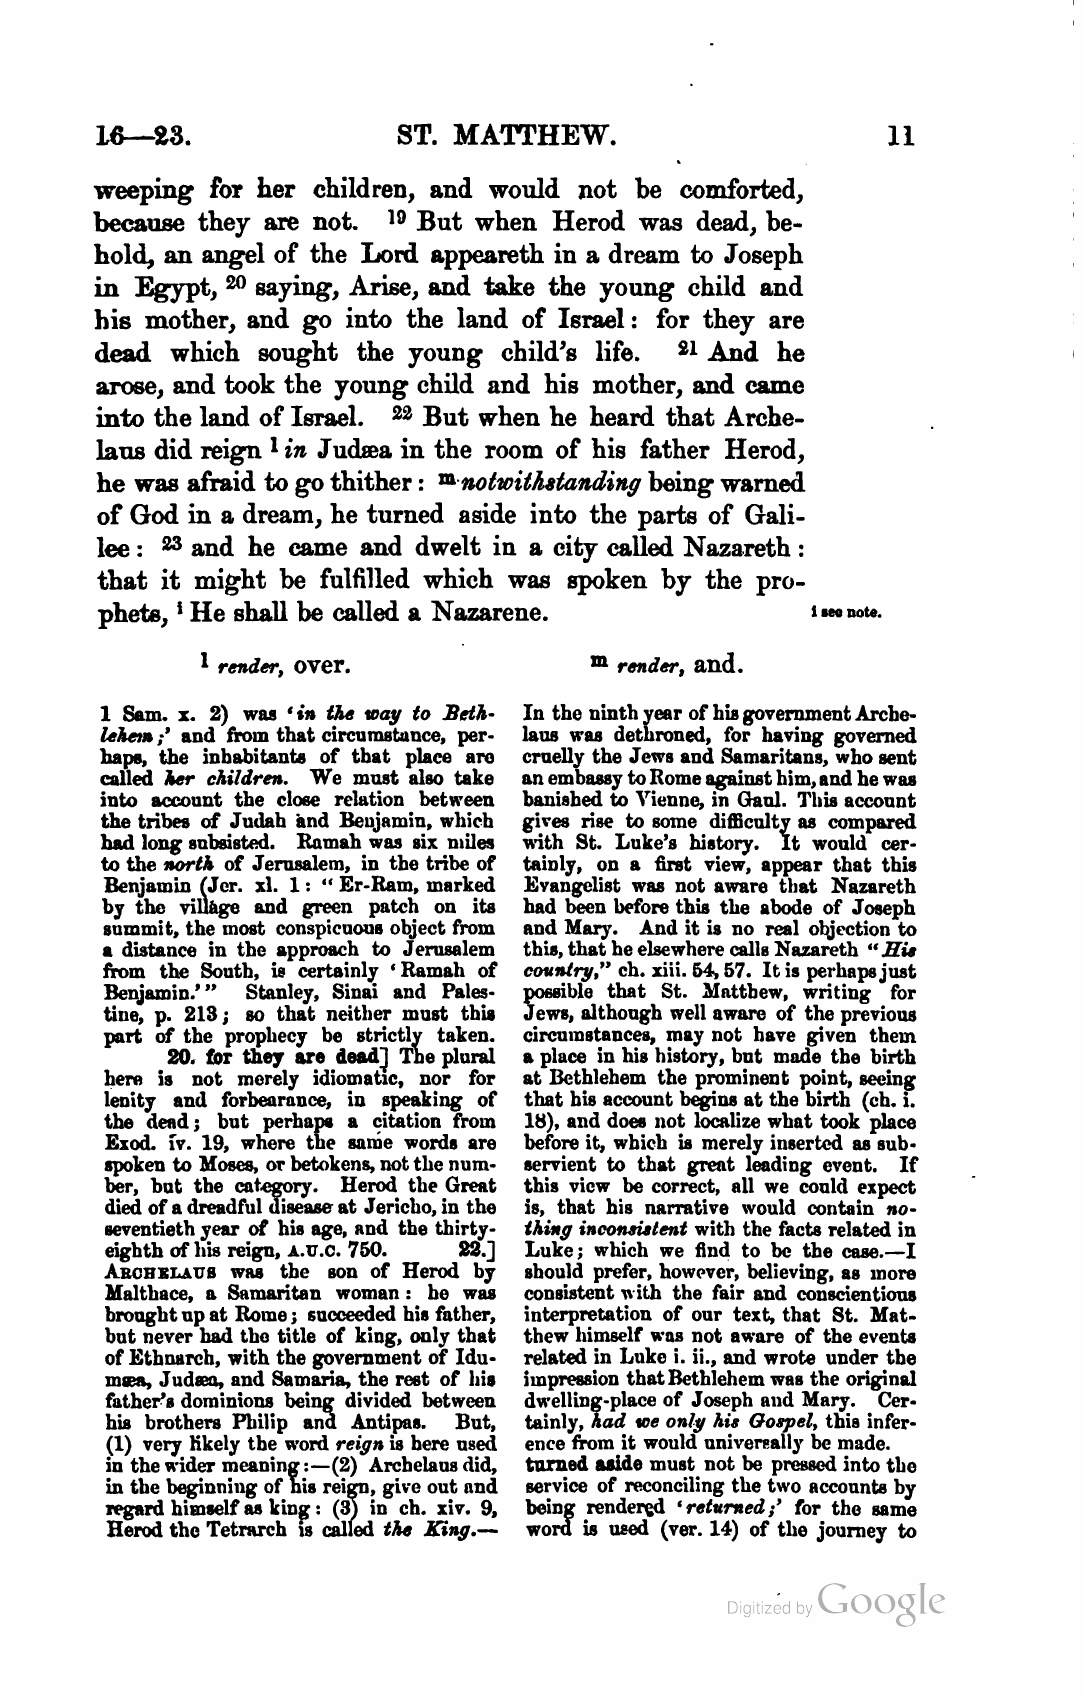 16—23. ST. MATTHEW. 11
weeping for her children, and would not be comforted,
because they are not. 19 But when Herod was dead, be-
hold, an angel of the Lord appeareth in a dream to Joseph
in Egypt, 20 saying, Arise, and take the young child and
his mother, and go into the land of Israel: for they are
dead which sought the young child's life. 21 And he
arose, and took the young child and his mother, and came
into the land of Israel. 22 But when he heard that Arche-
laus did reign l in Judæa in the room of his father Herod,
he was afraid to go thither: m notwithstanding being warned
of God in a dream, he turned aside into the parts of Gali-
lee: 23 and he came and dwelt in a city called Nazareth:
that it might be fulfilled which was spoken by the pro-
phets, i He shall be called a Nazarene. i see note.
l render, over. m render, and.
1 Sam. x. 2) was 'in the way to Beth-
lehem;' and from that circumstance, per-
haps, the inhabitants of that place are
called her children. We must also take
into account the close relation between
the tribes of Judah and Benjamin, which
had long subsisted. Ramah was six miles
to the north of Jerusalem, in the tribe of
Benjamin (Jer. xl. 1: "Er-Ram, marked
by the village and green patch on its
summit, the most conspicuous object from
a distance in the approach to Jerusalem
from the South, is certainly 'Ramah of
Benjamin.'" Stanley, Sinai and Pales-
tine, p. 213; so that neither must this
part of the prophecy be strictly taken.
20. for they are dead] The plural
here is not merely idiomatic, nor for
lenity and forbearance, in speaking of
the dead; but perhaps a citation from
Exod. iv. 19, where the same words are
spoken to Moses, or betokens, not the num-
ber, but the category. Herod the Great
died of a dreadful disease at Jericho, in the
seventieth year of his age, and the thirty-
eighth of his reign, A.U.C. 750. 22.]
ARCHELAUS was the son of Herod by
Malthace, a Samaritan woman: he was
brought up at Rome; succeeded his father,
but never had the title of king, only that
of Ethnarch, with the government of Idu-
mæa, Judæa, and Samaria, the rest of his
father's dominions being divided between
his brothers Philip and Antipas. But,
(1) very likely the word reign is here used
in the wider meaning:—(2) Archelaus did,
in the beginning of his reign, give out and
regard himself as king: (3) in ch. xiv. 9,
Herod the Tetrarch is called the King.—
In the ninth year of his government Arche-
laus was dethroned, for having governed
cruelly the Jews and Samaritans, who sent
an embassy to Rome against him, and he was
banished to Vienne, in Gaul. This account
gives rise to some difficulty as compared
with St. Luke's history. It would cer-
tainly, on a first view, appear that this
Evangelist was not aware that Nazareth
had been before this the abode of Joseph
and Mary. And it is no real objection to
this, that he elsewhere calls Nazareth "His
country," ch. xiii. 54, 57. It is perhaps just
possible that St. Matthew, writing for
Jews, although well aware of the previous
circumstances, may not have given them
a place in his history, but made the birth
at Bethlehem the prominent point, seeing
that his account begins at the birth (ch. i.
18), and does not localize what took place
before it, which is merely inserted as sub-
servient to that great leading event. If
this view be correct, all we could expect
is, that his narrative would contain no-
thing inconsistent with the facts related in
Luke; which we find to be the case.—I
should prefer, however, believing, as more
consistent with the fair and conscientious
interpretation of our text, that St. Mat-
thew himself was not aware of the events
related in Luke i. ii., and wrote under the
impression that Bethlehem was the original
dwelling-place of Joseph and Mary. Cer-
tainly, had we only his Gospel, this infer-
ence from it would universally be made.
turned aside must not be pressed into the
service of reconciling the two accounts by
being rendered 'returned;' for the same
word is used (ver. 14) of the journey to
Digitized by Google